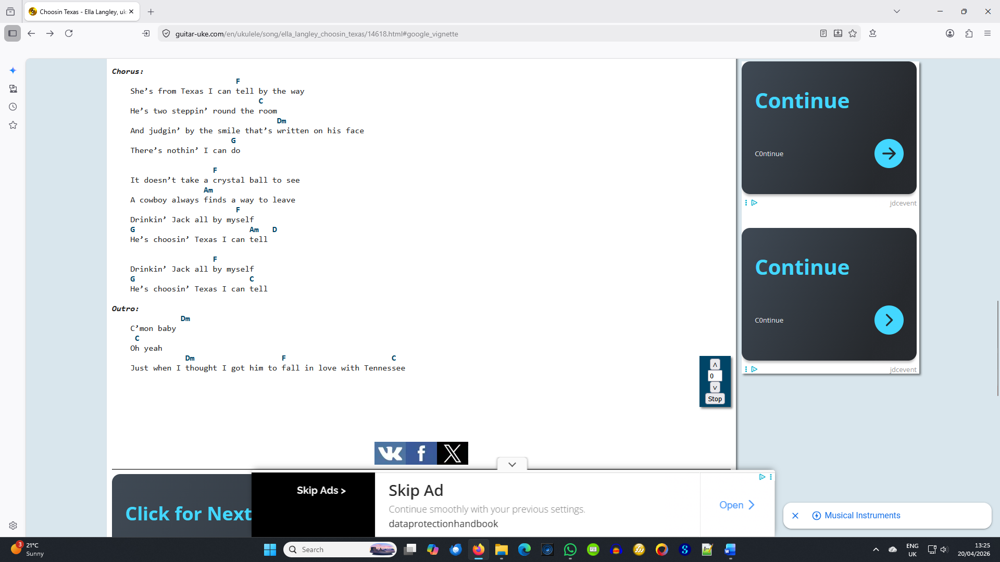 Choosin Texas - Ella Langley, uk
guitar-uke.com/en/ukulele/song/ella_langley_choosin_texas/14618.html#google_vignette
Chorus:
F
She’s from Texas I can tell by the way
C
He’s two steppin’ round the room
Dm
And judgin’ by the smile that’s written on his face
G
There’s nothin’ I can do
F
It doesn’t take a crystal ball to see
Am
A cowboy always finds a way to leave
F
Drinkin’ Jack all by myself
G Am D
He’s choosin’ Texas I can tell
F
Drinkin’ Jack all by myself
G C
He’s choosin’ Texas I can tell
Outro:
Dm
C’mon baby
C
Oh yeah
Dm F C
Just when I thought I got him to fall in love with Tennessee
Continue
C0ntinue
jdcevent
Continue
C0ntinue
jdcevent
^
0
v
Stop
Click for Next
Skip Ads >
Skip Ad
Continue smoothly with your previous settings.
dataprotectionhandbook
Open
Musical Instruments
3
21°C
Sunny
Search
ENG
UK
13:25
20/04/2026